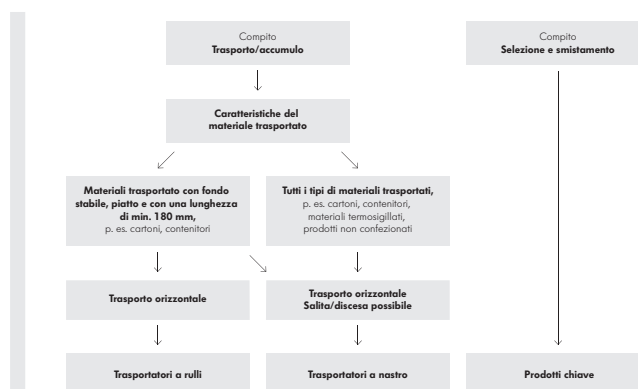 Compito
Trasporto/accumulo
Compito
Selezione e smistamento
Caratteristiche del
materiale trasportato
Materiali trasportato con fondo
stabile, piatto e con una lunghezza
di min. 180 mm,
p. es. cartoni, contenitori
Tutti i tipi di materiali trasportati,
p. es. cartoni, contenitori,
materiali termosigillati,
prodotti non confezionati
Trasporto orizzontale
Trasporto orizzontale
Salita/discesa possibile
Trasportatori a rulli
Trasportatori a nastro
Prodotti chiave